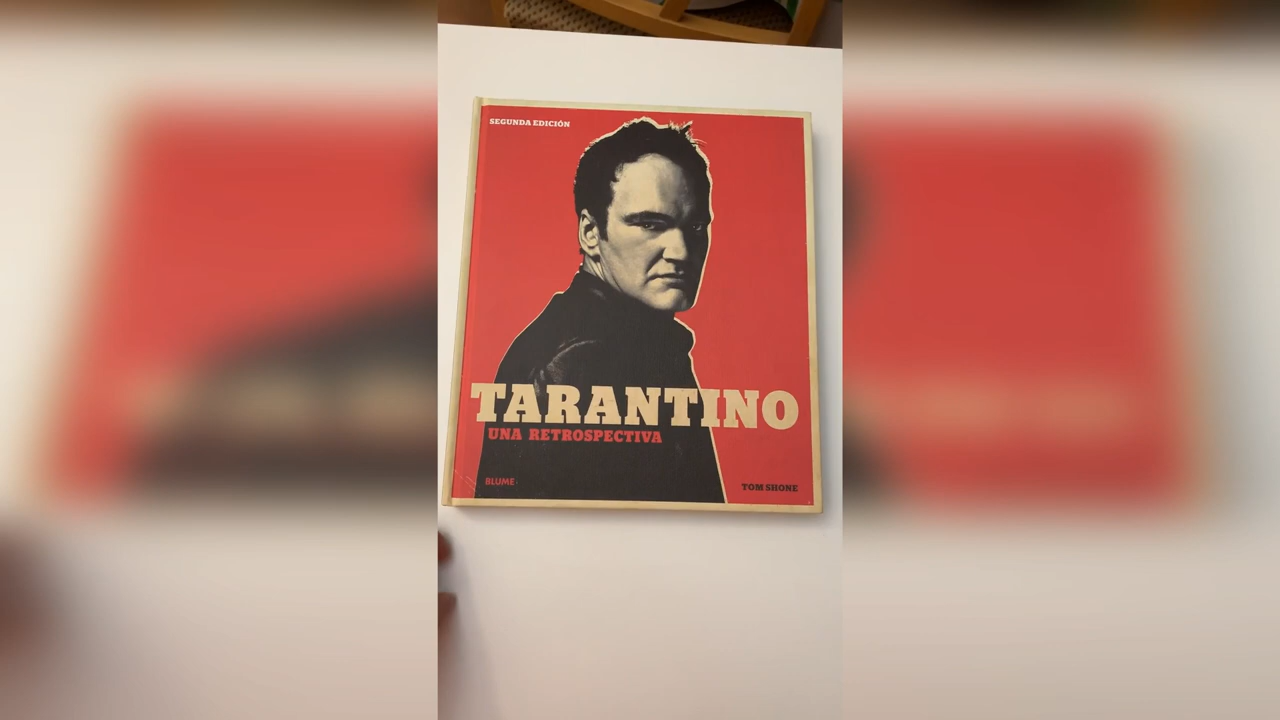 SEGUNDA EDICIÓN
TARANTINO
UNA RETROSPECTIVA
BLUME
TOM SHONE